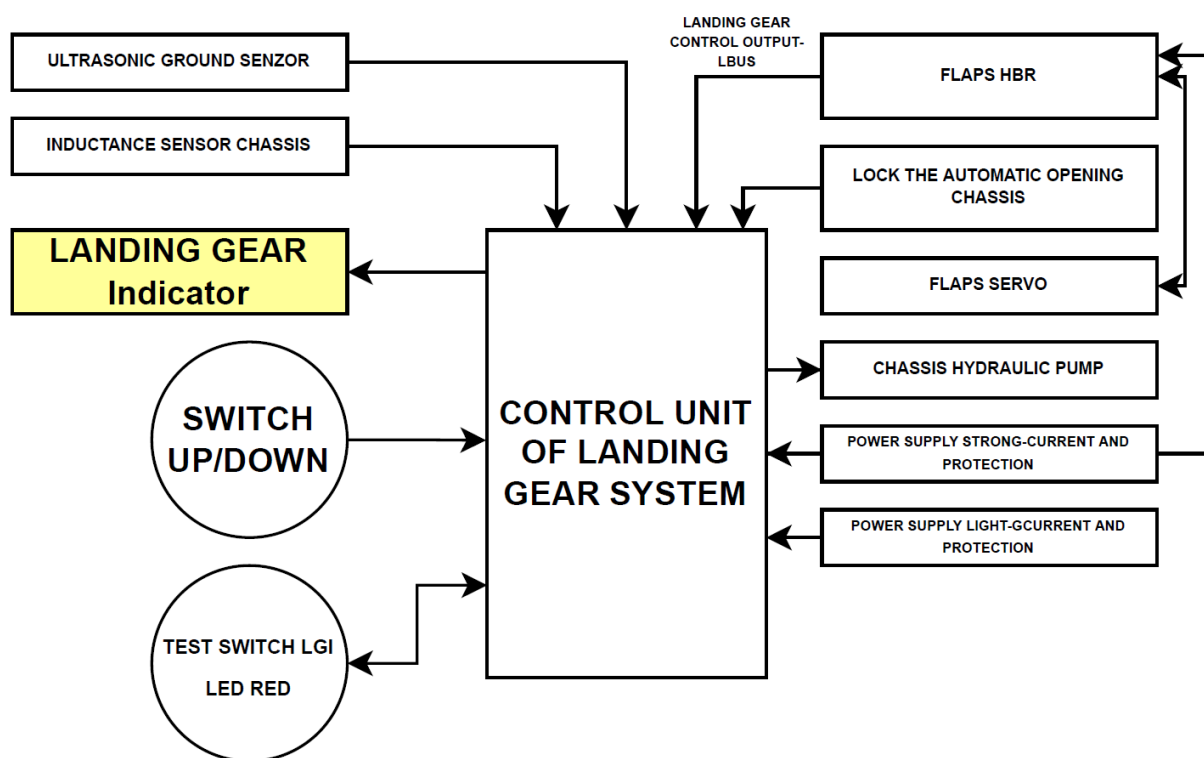 ULTRASONIC GROUND SENZOR
INDUCTANCE SENSOR CHASSIS
LANDING GEAR
Indicator
SWITCH
UP/DOWN
TEST SWITCH LGI
LED RED
CONTROL UNIT
OF LANDING
GEAR SYSTEM
LANDING GEAR
CONTROL OUTPUT-
LBUS
FLAPS HBR
LOCK THE AUTOMATIC OPENING
CHASSIS
FLAPS SERVO
CHASSIS HYDRAULIC PUMP
POWER SUPPLY STRONG-CURRENT AND
PROTECTION
POWER SUPPLY LIGHT-GCURRENT AND
PROTECTION